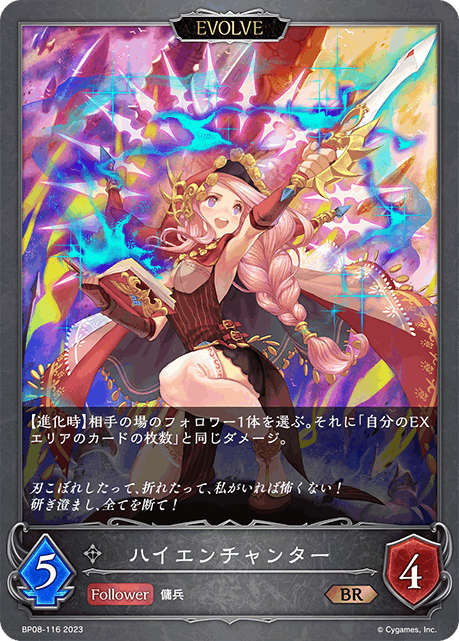 EVOLVE
【進化時】相手の場のフォロワー1体を選ぶ。それに「自分のEX
エリアのカードの枚数」と同じダメージ。
刃こぼれしたって、折れたって、私がいれば怖くない!
研ぎ澄まし、全てを断て!
5
ハイエンチャンター
4
Follower 傭兵
BR
BP08-116 2023
© Cygames, Inc.